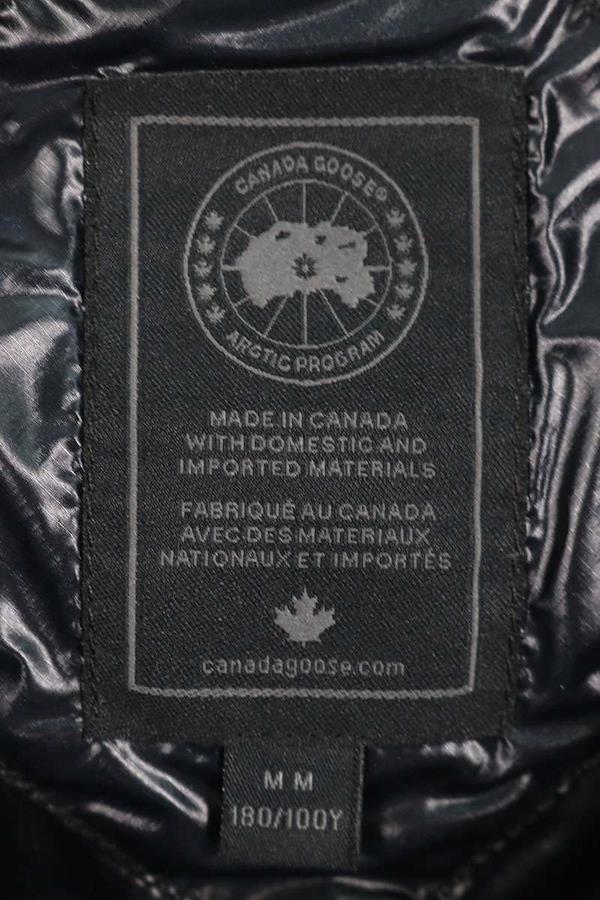 CANADA GOOSE®
ARCTIC PROGRAM
MADE IN CANADA
WITH DOMESTIC AND
IMPORTED MATERIALS
FABRIQUÉ AU CANADA
AVEC DES MATERIAUX
NATIONAUX ET IMPORTÉS
canadagoose.com
M M
180/100Y